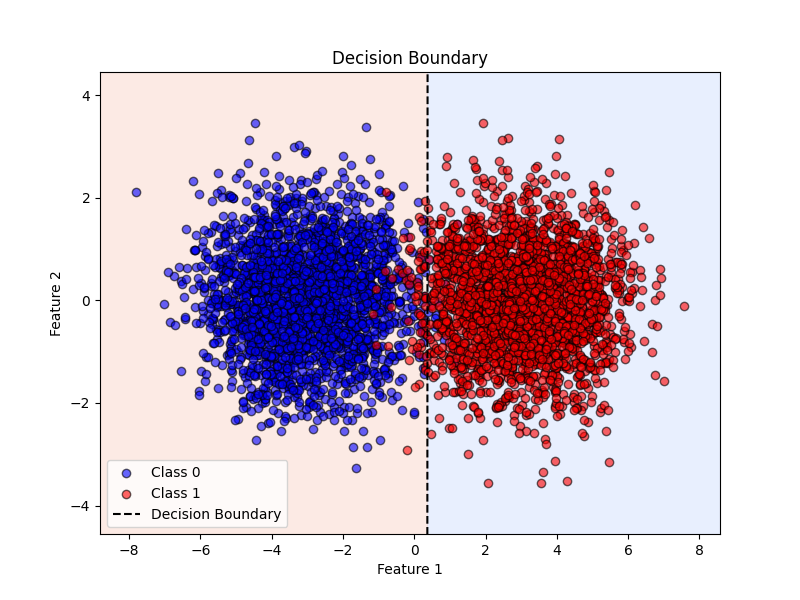 Decision Boundary
4
2
0
−2
−4
Feature 2
Class 0
Class 1
Decision Boundary
−8
−6
−4
−2
0
2
4
6
8
Feature 1